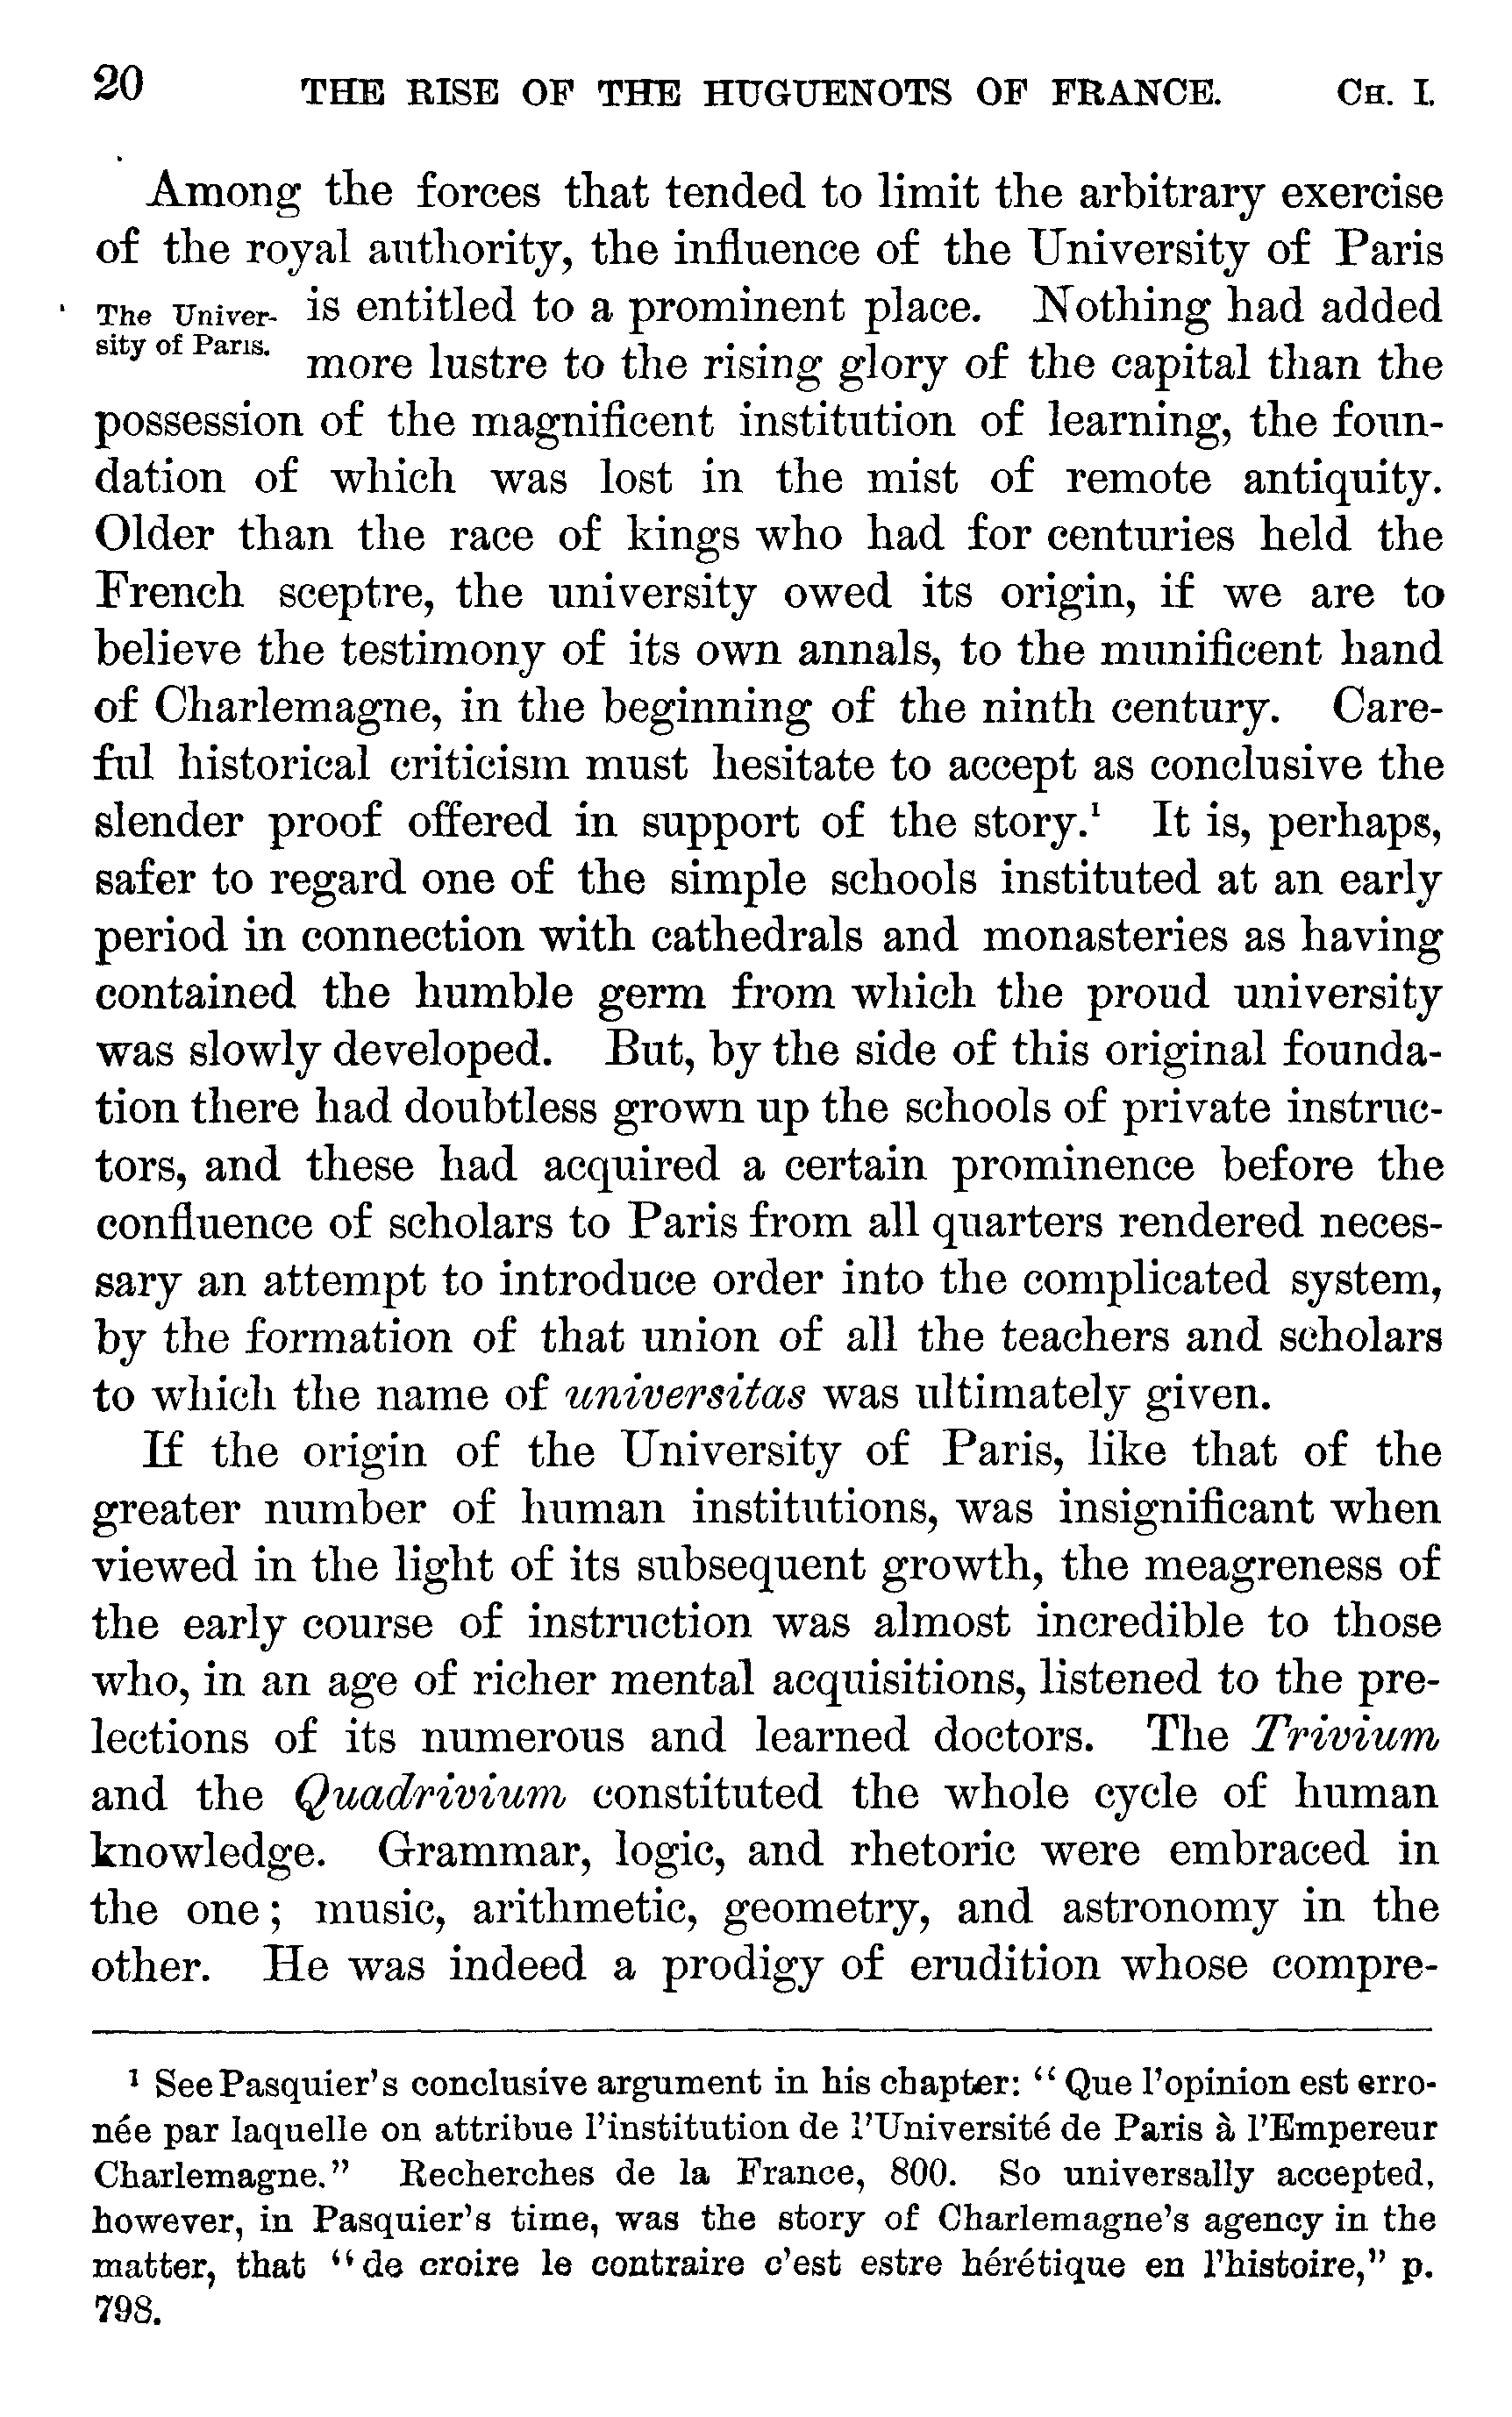 20 THE RISE OF THE HUGUENOTS OF FRANCE. CH. I.
Among the forces that tended to limit the arbitrary exercise
of the royal authority, the influence of the University of Paris
The Univer-
sity of Paris.
is entitled to a prominent place. Nothing had added
more lustre to the rising glory of the capital than the
possession of the magnificent institution of learning, the foun-
dation of which was lost in the mist of remote antiquity.
Older than the race of kings who had for centuries held the
French sceptre, the university owed its origin, if we are to
believe the testimony of its own annals, to the munificent hand
of Charlemagne, in the beginning of the ninth century. Care-
ful historical criticism must hesitate to accept as conclusive the
slender proof offered in support of the story.¹ It is, perhaps,
safer to regard one of the simple schools instituted at an early
period in connection with cathedrals and monasteries as having
contained the humble germ from which the proud university
was slowly developed. But, by the side of this original founda-
tion there had doubtless grown up the schools of private instruc-
tors, and these had acquired a certain prominence before the
confluence of scholars to Paris from all quarters rendered neces-
sary an attempt to introduce order into the complicated system,
by the formation of that union of all the teachers and scholars
to which the name of universitas was ultimately given.
If the origin of the University of Paris, like that of the
greater number of human institutions, was insignificant when
viewed in the light of its subsequent growth, the meagreness of
the early course of instruction was almost incredible to those
who, in an age of richer mental acquisitions, listened to the pre-
lections of its numerous and learned doctors. The Trivium
and the Quadrivium constituted the whole cycle of human
knowledge. Grammar, logic, and rhetoric were embraced in
the one; music, arithmetic, geometry, and astronomy in the
other. He was indeed a prodigy of erudition whose compre-
¹ See Pasquier's conclusive argument in his chapter: "Que l'opinion est erro-
née par laquelle on attribue l'institution de l'Université de Paris à l'Empereur
Charlemagne." Recherches de la France, 800. So universally accepted,
however, in Pasquier's time, was the story of Charlemagne's agency in the
matter, that "de croire le contraire c'est estre hérétique en l'histoire," p.
798.